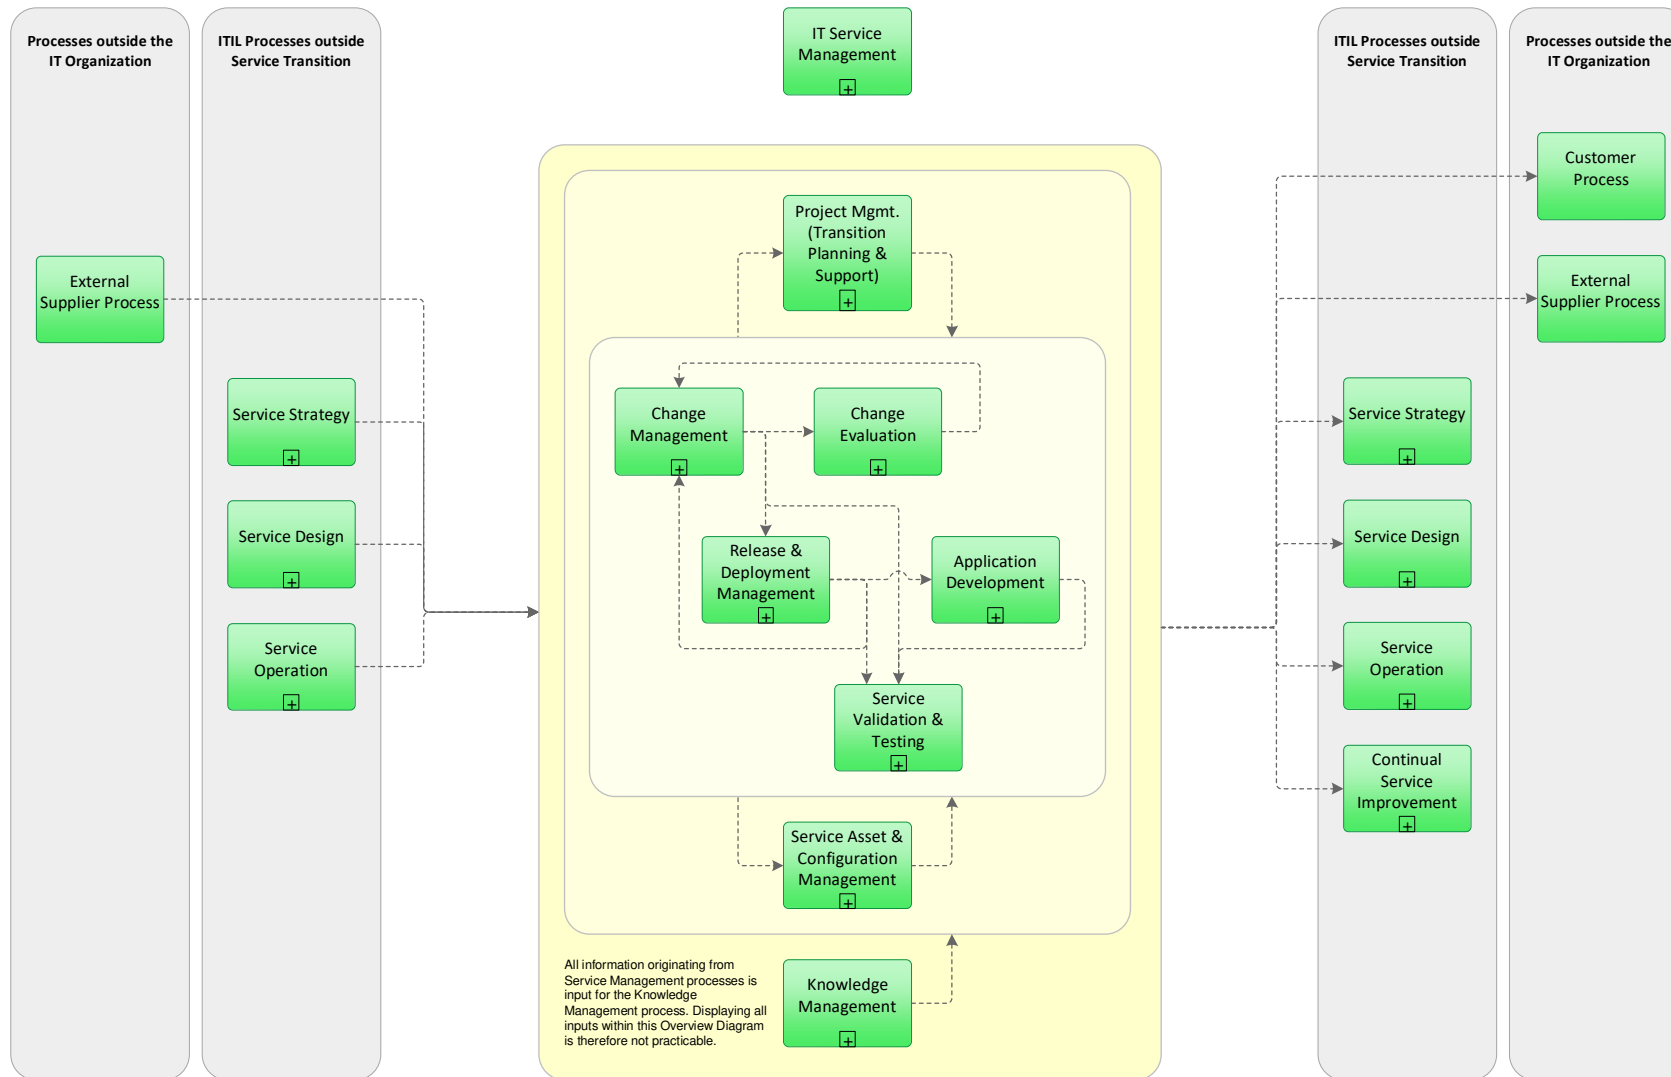 Processes outside the
IT Organization
ITIL Processes outside
Service Transition
IT Service
Management
ITIL Processes outside
Service Transition
Processes outside the
IT Organization
External
Supplier Process
Service Strategy
Service Design
Service
Operation
Project Mgmt.
(Transition
Planning &
Support)
Change
Management
Change
Evaluation
Release &
Deployment
Management
Application
Development
Service
Validation &
Testing
Service Asset &
Configuration
Management
All information originating from
Service Management processes is
input for the Knowledge
Management process. Displaying all
inputs within this Overview Diagram
is therefore not practicable.
Knowledge
Management
Service Strategy
Service Design
Service
Operation
Continual
Service
Improvement
Customer
Process
External
Supplier Process